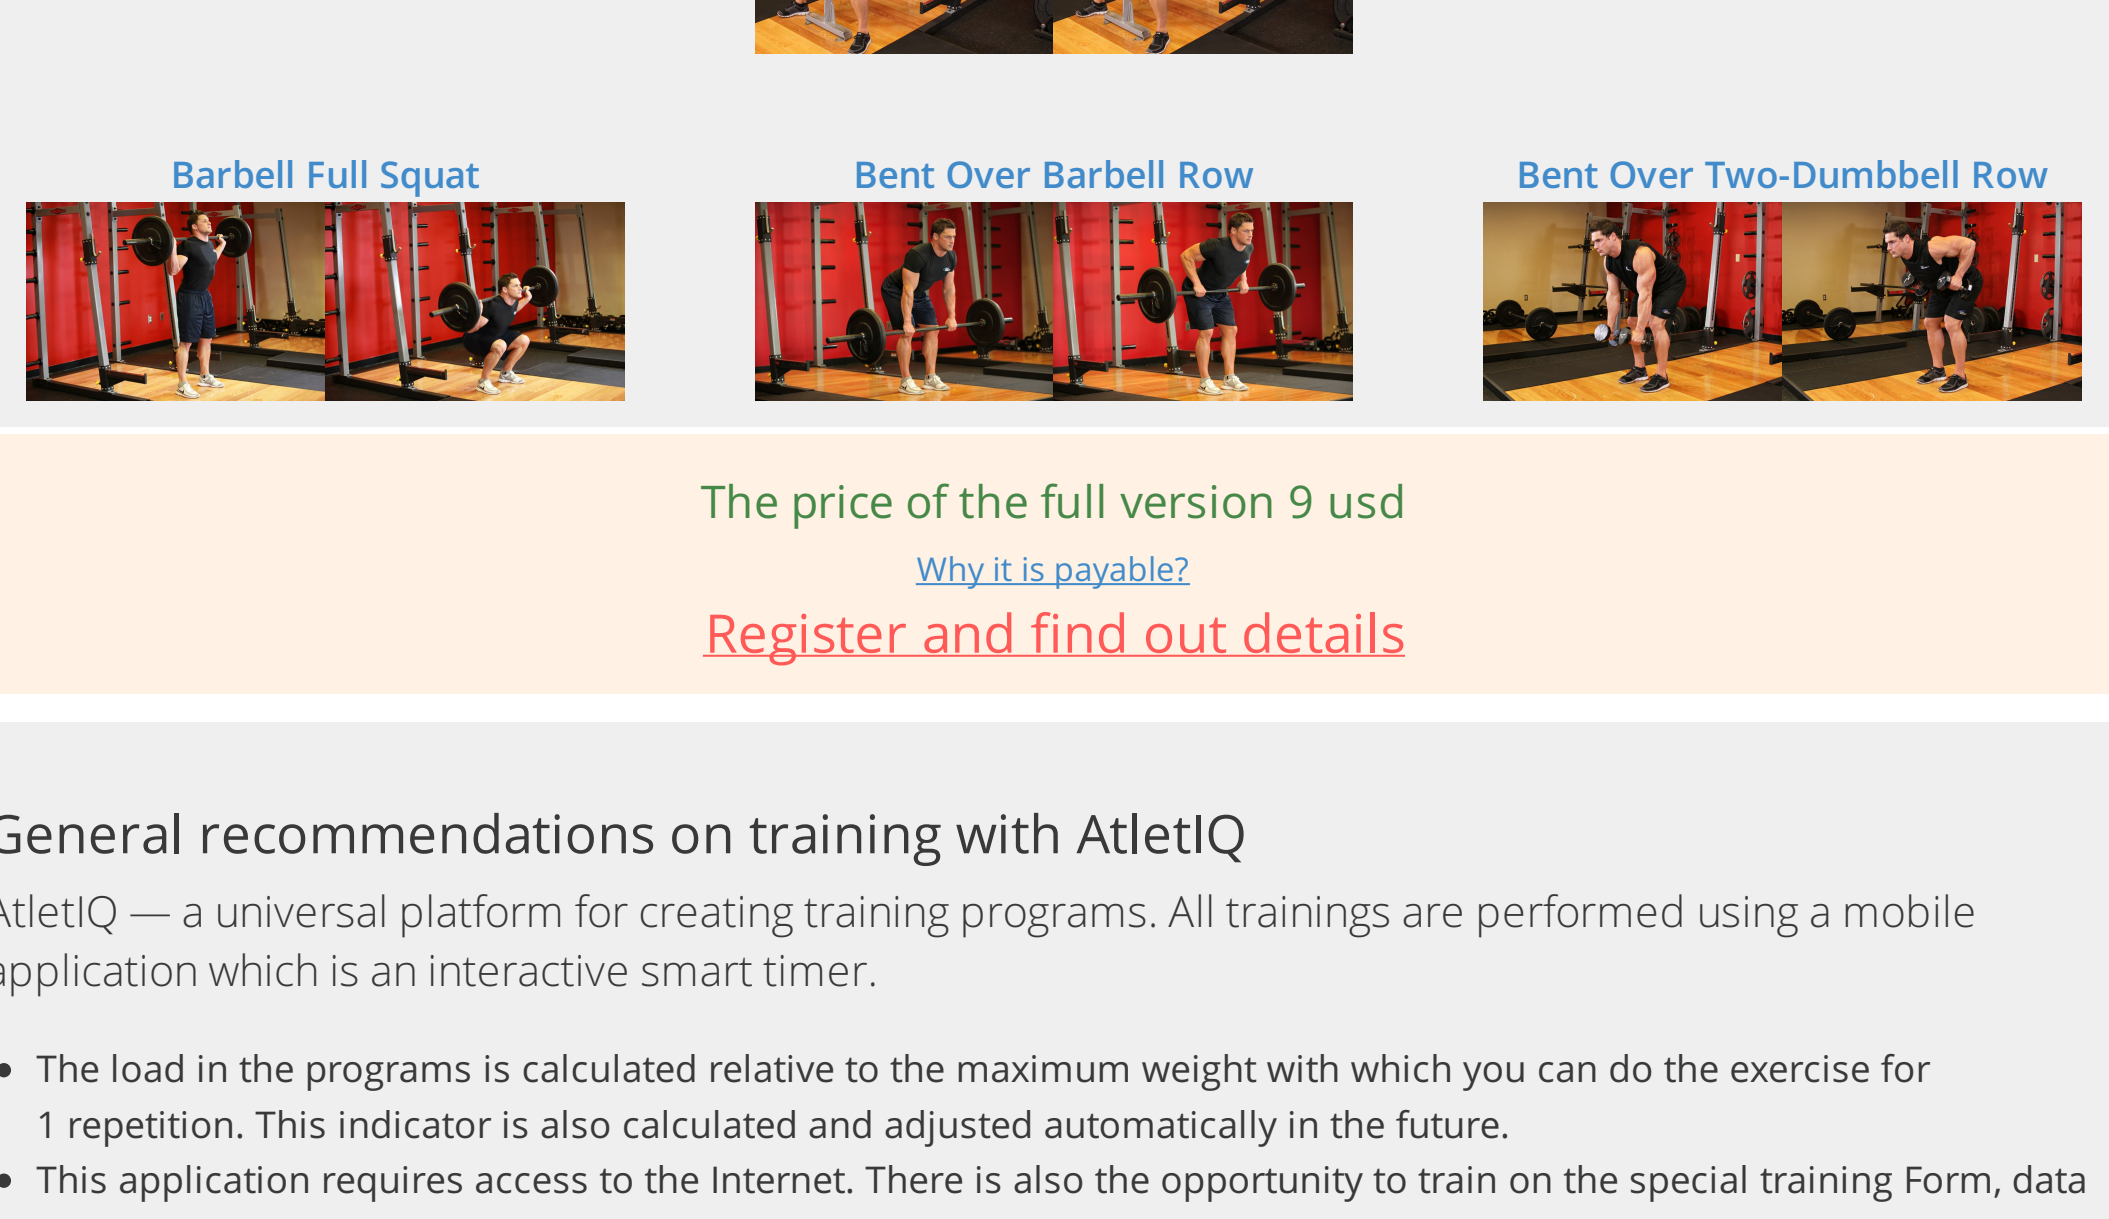 Barbell Full Squat
Bent Over Barbell Row
Bent Over Two-Dumbbell Row
The price of the full version 9 usd
Why it is payable?
Register and find out details
General recommendations on training with AtletIQ
AtletIQ — a universal platform for creating training programs. All trainings are performed using a mobile
application which is an interactive smart timer.
• The load in the programs is calculated relative to the maximum weight with which you can do the exercise for
1 repetition. This indicator is also calculated and adjusted automatically in the future.
• This application requires access to the Internet. There is also the opportunity to train on the special training Form, data